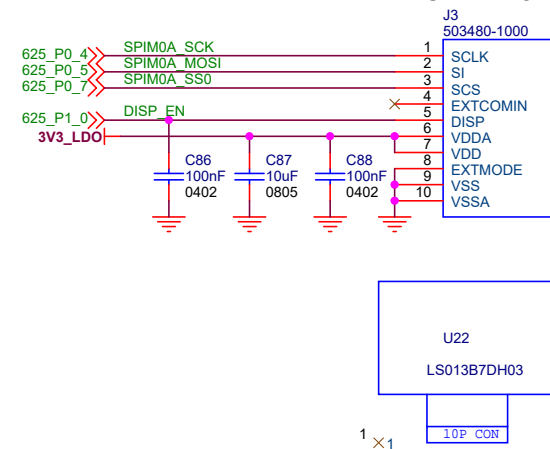 J3
503480-1000
625_P0_4 SPIM0A_SCK 1 SCLK
625_P0_5 SPIM0A_MOSI 2 SI
625_P0_7 SPIM0A_SS0 3 SCS
4 EXTCOMIN
625_P1_0 DISP_EN 5 DISP
3V3_LDO 6 VDDA
7 VDD
8 EXTMODE
9 VSS
10 VSSA
C86 C87 C88
100nF 10uF 100nF
0402 0805 0402
U22
LS013B7DH03
10P CON
1 1